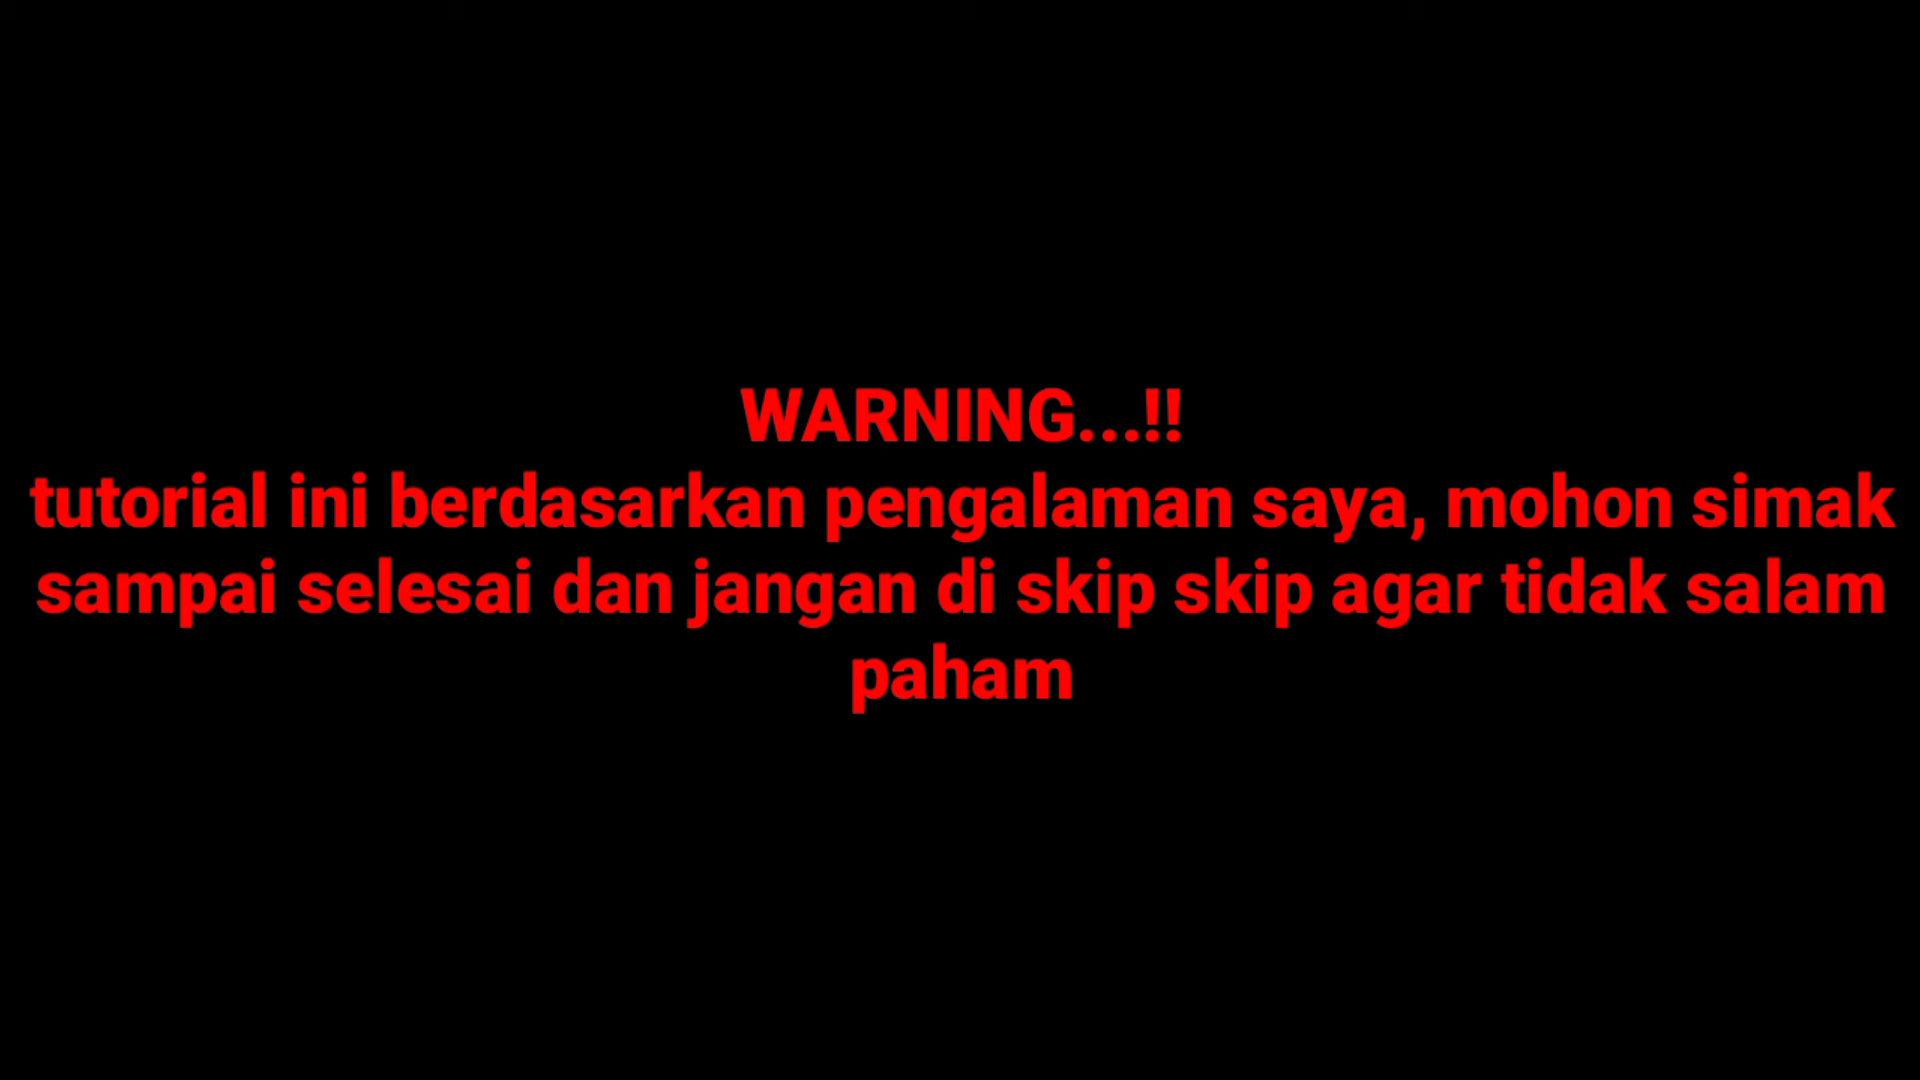 WARNING...!!
tutorial ini berdasarkan pengalaman saya, mohon simak
sampai selesai dan jangan di skip skip agar tidak salam
paham